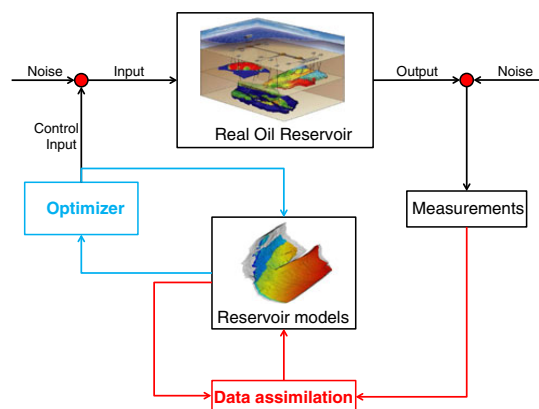 Noise
Input
Output
Noise
Real Oil Reservoir
Control
Input
Optimizer
Measurements
Reservoir models
Data assimilation